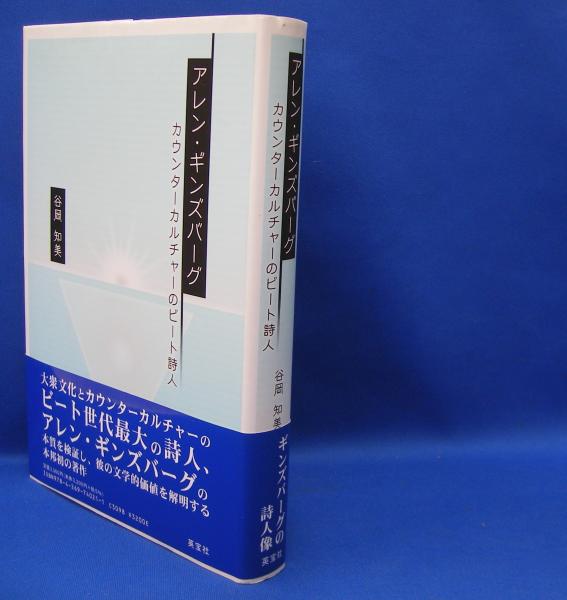 アレン・ギンズバーグ
カウンターカルチャーのビート詩人
谷岡 知美
大衆文化とカウンターカルチャーの
ビート世代最大の詩人、
アレン・ギンズバーグの
本質を検証し、彼の文学的価値を解明する
本邦初の著作
ISBN978-4-269-74021-1 C3098 ¥3200E
英宝社
アレン・ギンズバーグ
カウンターカルチャーのビート詩人
谷岡 知美
ギンズバーグの
詩人像
英宝社